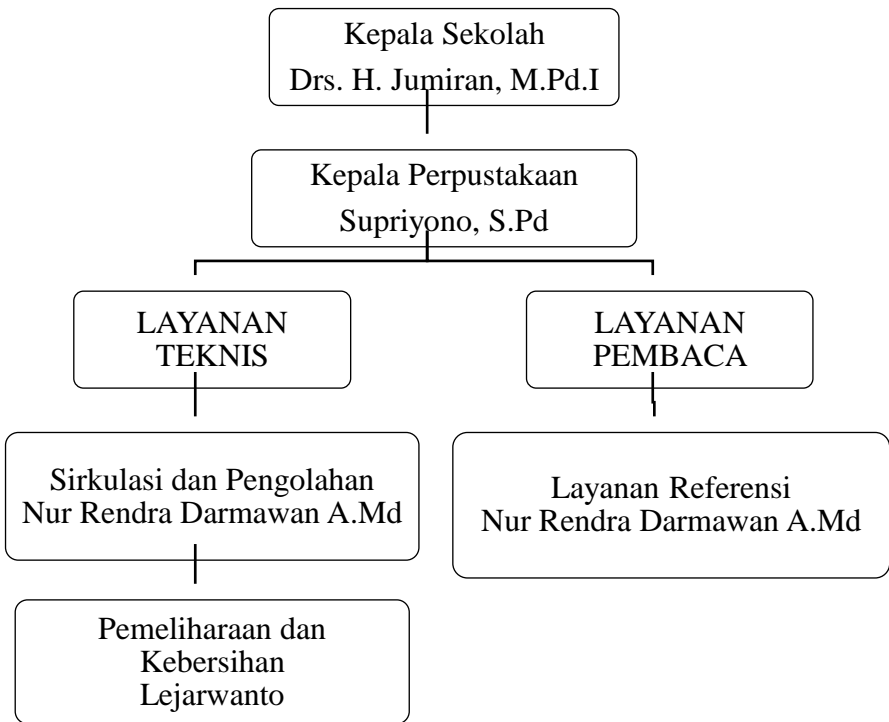 Kepala Sekolah
Drs. H. Jumiran, M.Pd.I
Kepala Perpustakaan
Supriyono, S.Pd
LAYANAN
TEKNIS
LAYANAN
PEMBACA
Sirkulasi dan Pengolahan
Nur Rendra Darmawan A.Md
Layanan Referensi
Nur Rendra Darmawan A.Md
Pemeliharaan dan
Kebersihan
Lejarwanto